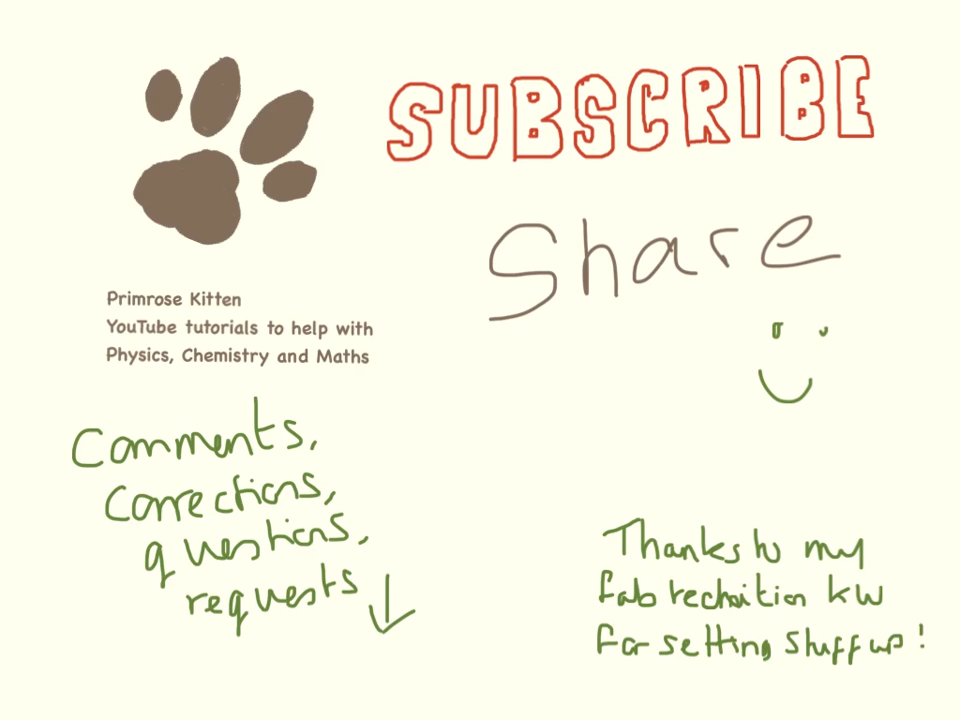 SUBSCRIBE
Share
Primrose Kitten
YouTube tutorials to help with
Physics, Chemistry and Maths
Comments,
Corrections,
questions,
requests ↓
Thanks to my
fab technition KW
for setting stuff up!